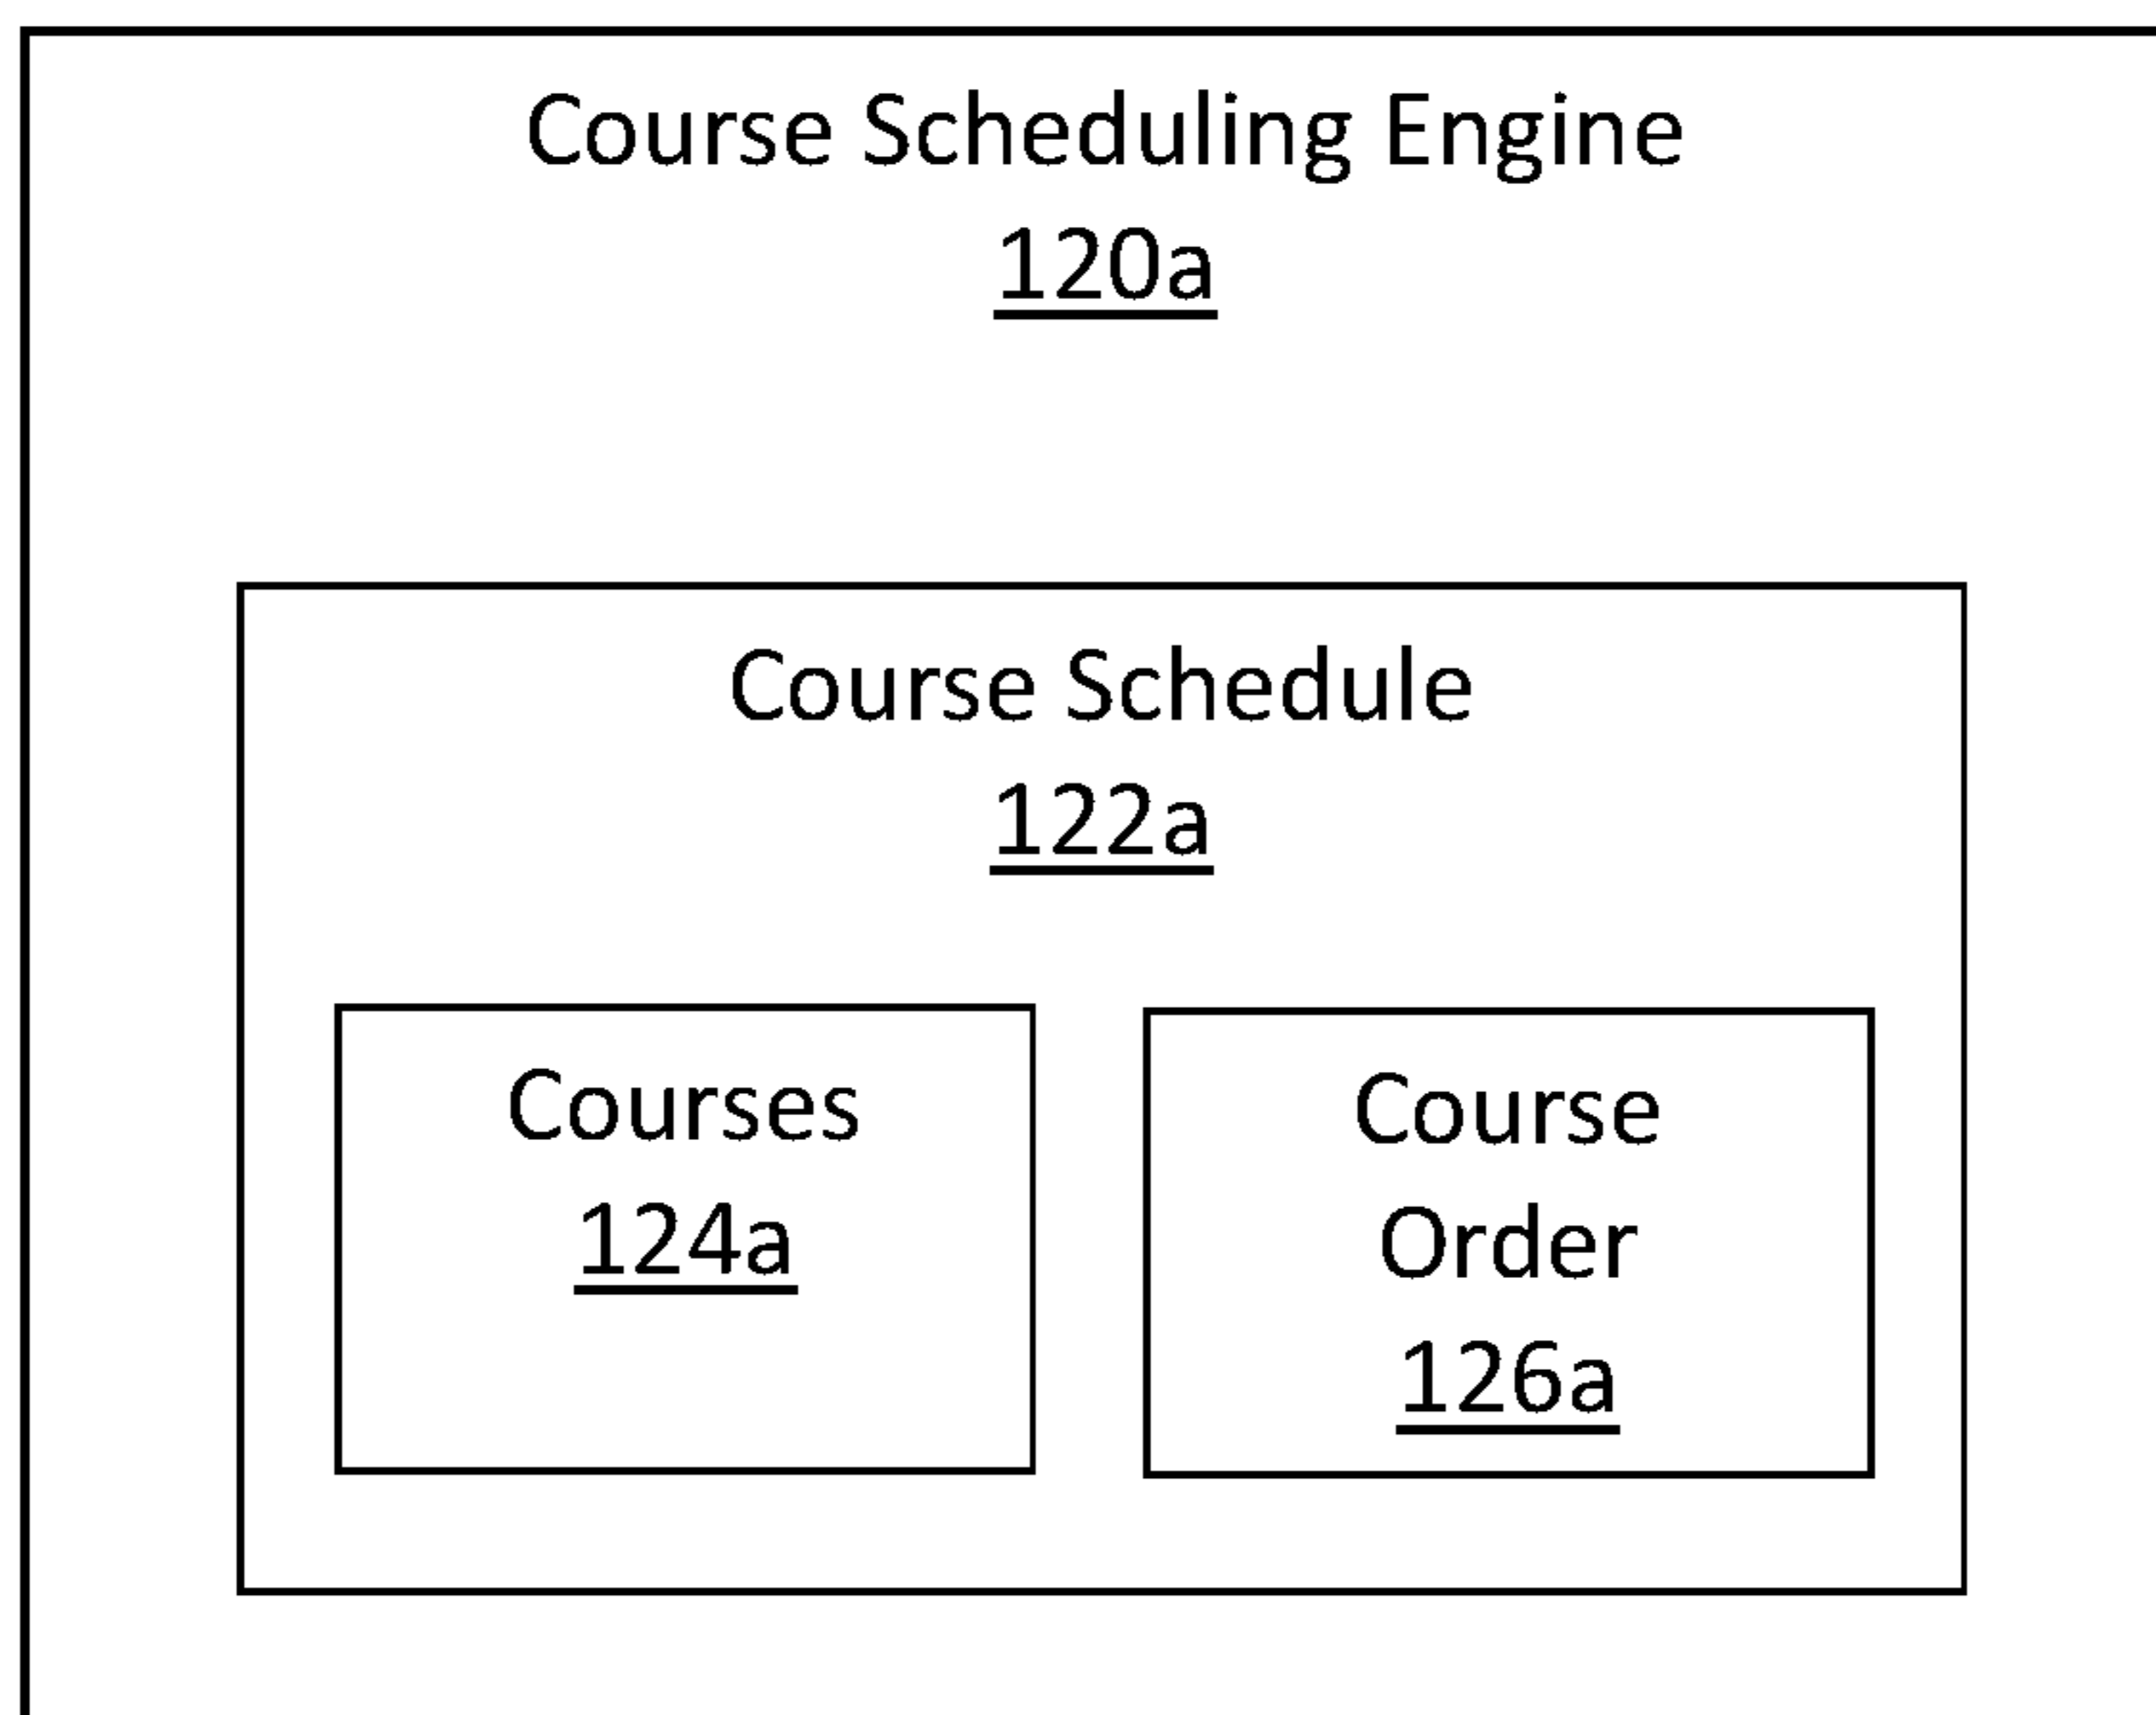 Course Scheduling Engine
120a
Course Schedule
122a
Courses
124a
Course
Order
126a